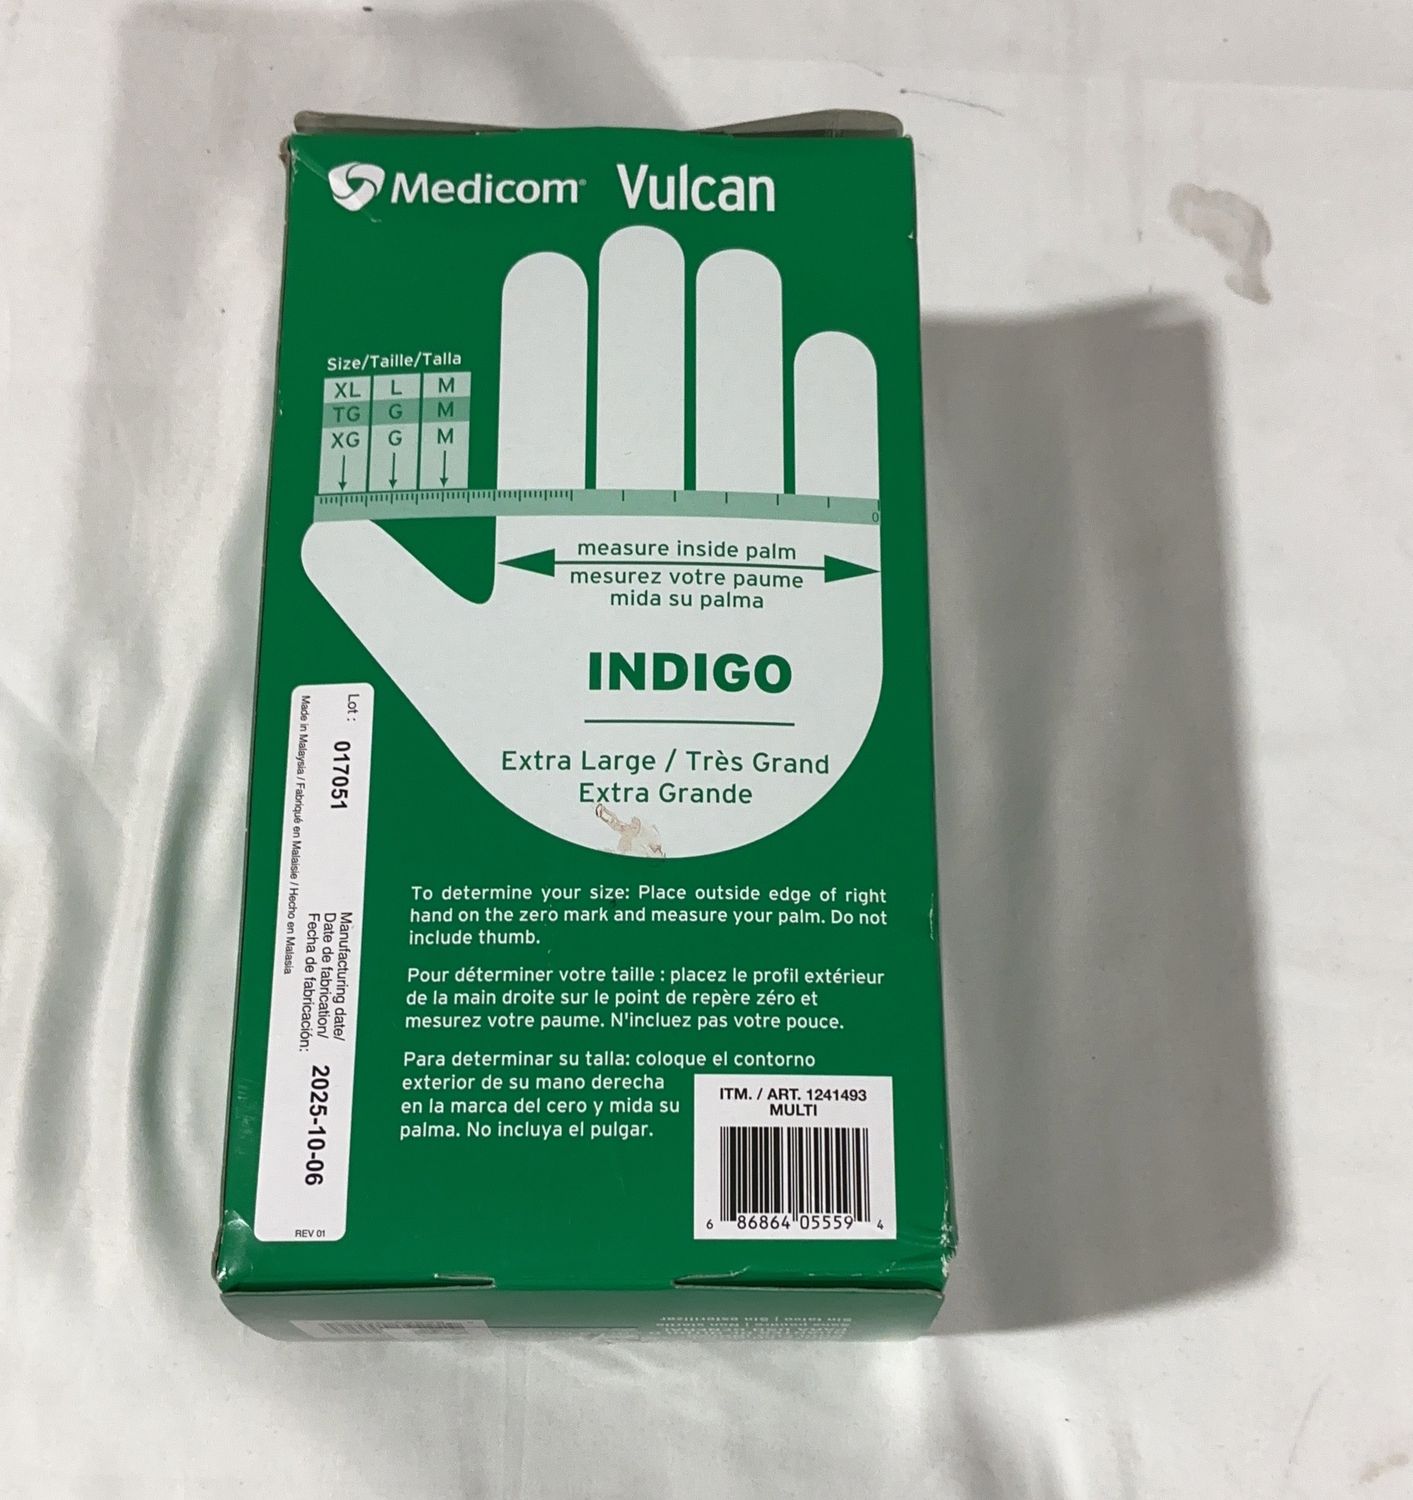 Medicom® Vulcan
Size/Taille/Talla
XL L M
TG G M
XG G M
0
measure inside palm
mesurez votre paume
mida su palma
INDIGO
Extra Large / Très Grand
Extra Grande
To determine your size: Place outside edge of right
hand on the zero mark and measure your palm. Do not
include thumb.
Pour déterminer votre taille : placez le profil extérieur
de la main droite sur le point de repère zéro et
mesurez votre paume. N'incluez pas votre pouce.
Para determinar su talla: coloque el contorno
exterior de su mano derecha
en la marca del cero y mida su
palma. No incluya el pulgar.
Lot : 017051
Manufacturing date/
Date de fabrication/
Fecha de fabricación: 2025-10-06
Made in Malaysia / Fabriqué en Malaisie / Hecho en Malasia
REV 01
ITM. / ART. 1241493
MULTI
6 86864 05559 4